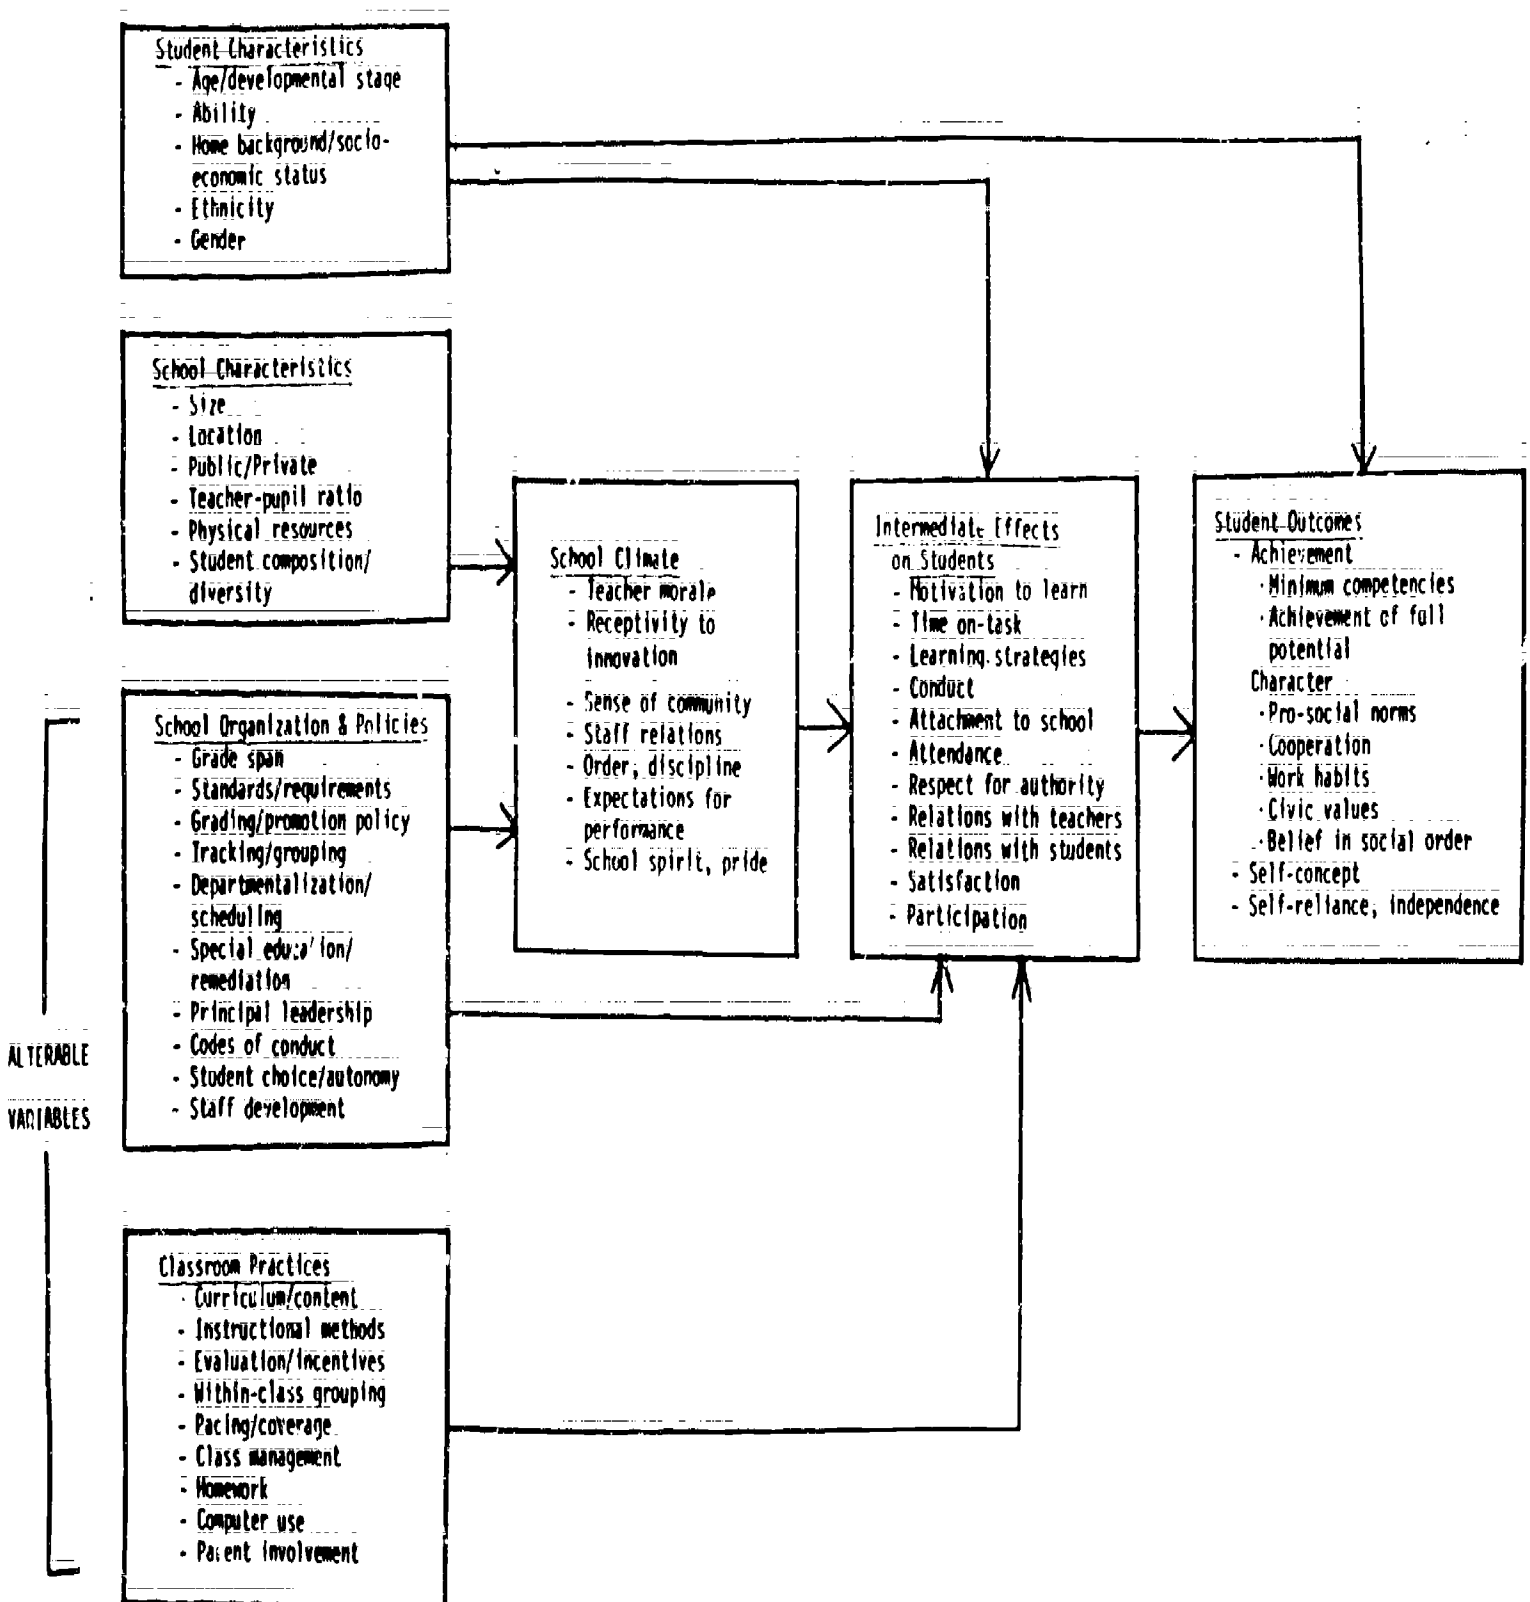 Student Characteristics
- Age/developmental stage
- Ability
- Home background/socio-
economic status
- Ethnicity
- Gender
School Characteristics
- Size
- Location
- Public/Private
- Teacher-pupil ratio
- Physical resources
- Student composition/
diversity
School Organization & Policies
- Grade span
- Standards/requirements
- Grading/promotion policy
- Tracking/grouping
- Departmentalization/
scheduling
- Special education/
remediation
- Principal leadership
- Codes of conduct
- Student choice/autonomy
- Staff development
ALTERABLE
VARIABLES
Classroom Practices
- Curriculum/content
- Instructional methods
- Evaluation/incentives
- Within-class grouping
- Pacing/coverage
- Class management
- Homework
- Computer use
- Parent involvement
School Climate
- Teacher morale
- Receptivity to
innovation
- Sense of community
- Staff relations
- Order, discipline
- Expectations for
performance
- School spirit, pride
Intermediate Effects
on Students
- Motivation to learn
- Time on-task
- Learning strategies
- Conduct
- Attachment to school
- Attendance
- Respect for authority
- Relations with teachers
- Relations with students
- Satisfaction
- Participation
Student Outcomes
- Achievement
·Minimum competencies
·Achievement of full
potential
Character
·Pro-social norms
·Cooperation
·Work habits
·Civic values
·Belief in social order
- Self-concept
- Self-reliance, independence